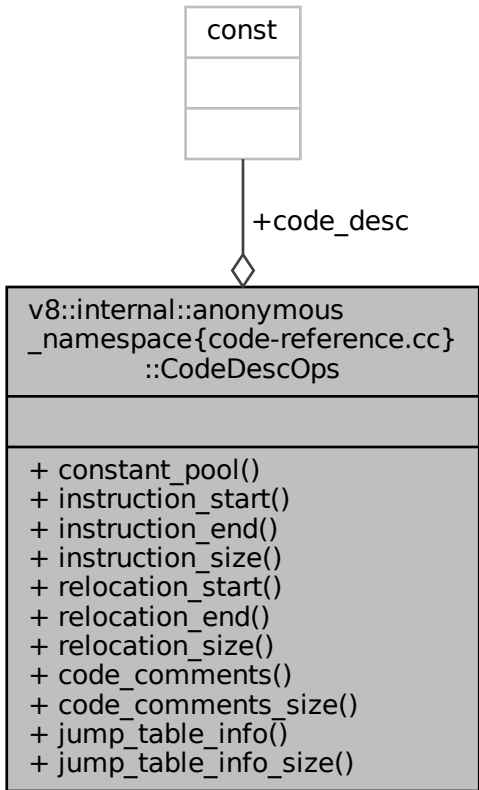 const
+code_desc
v8::internal::anonymous
_namespace{code-reference.cc}
::CodeDescOps
+ constant_pool()
+ instruction_start()
+ instruction_end()
+ instruction_size()
+ relocation_start()
+ relocation_end()
+ relocation_size()
+ code_comments()
+ code_comments_size()
+ jump_table_info()
+ jump_table_info_size()